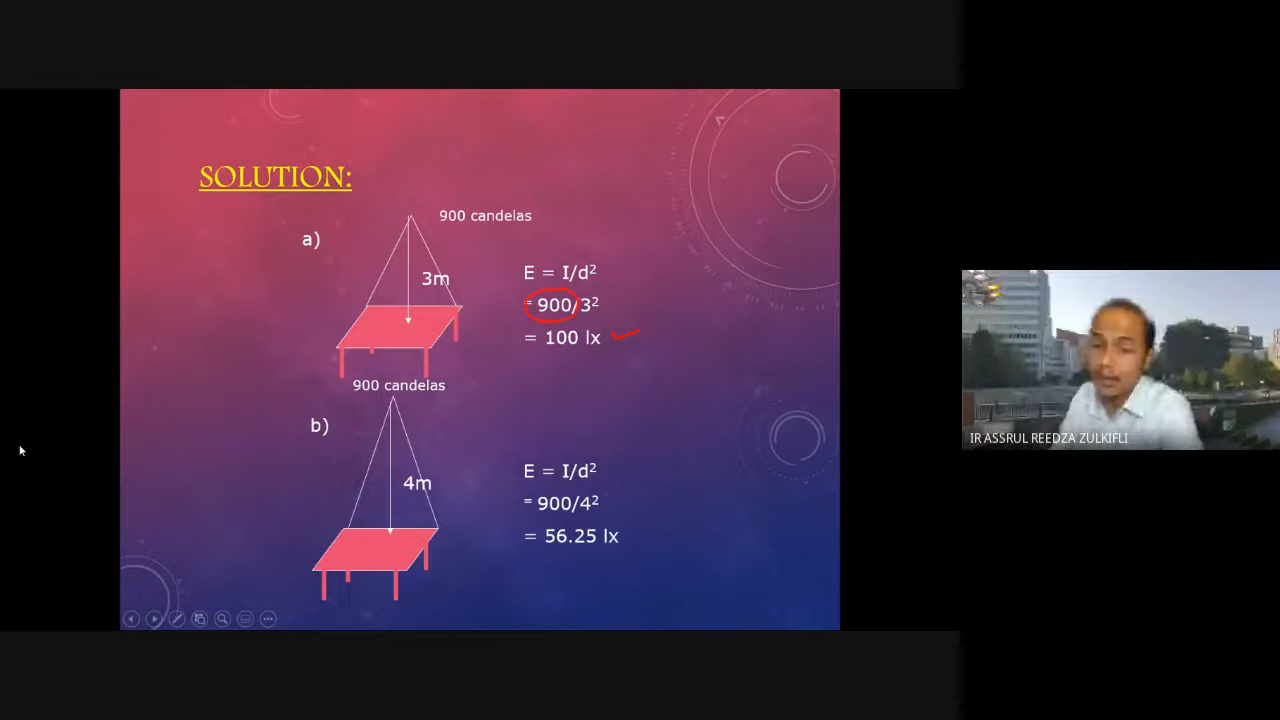 SOLUTION:
900 candelas
a)
3m
E = I/d²
= 900/3²
= 100 lx
900 candelas
b)
4m
E = I/d²
= 900/4²
= 56.25 lx
IR ASSRUL REEDZA ZULKIFLI